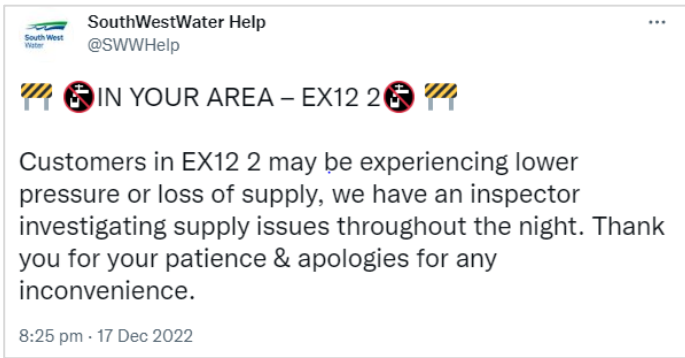 SouthWestWater Help
South West
Water
@SWWHelp
🚧 🚱IN YOUR AREA – EX12 2🚱 🚧
Customers in EX12 2 may be experiencing lower
pressure or loss of supply, we have an inspector
investigating supply issues throughout the night. Thank
you for your patience & apologies for any
inconvenience.
8:25 pm · 17 Dec 2022